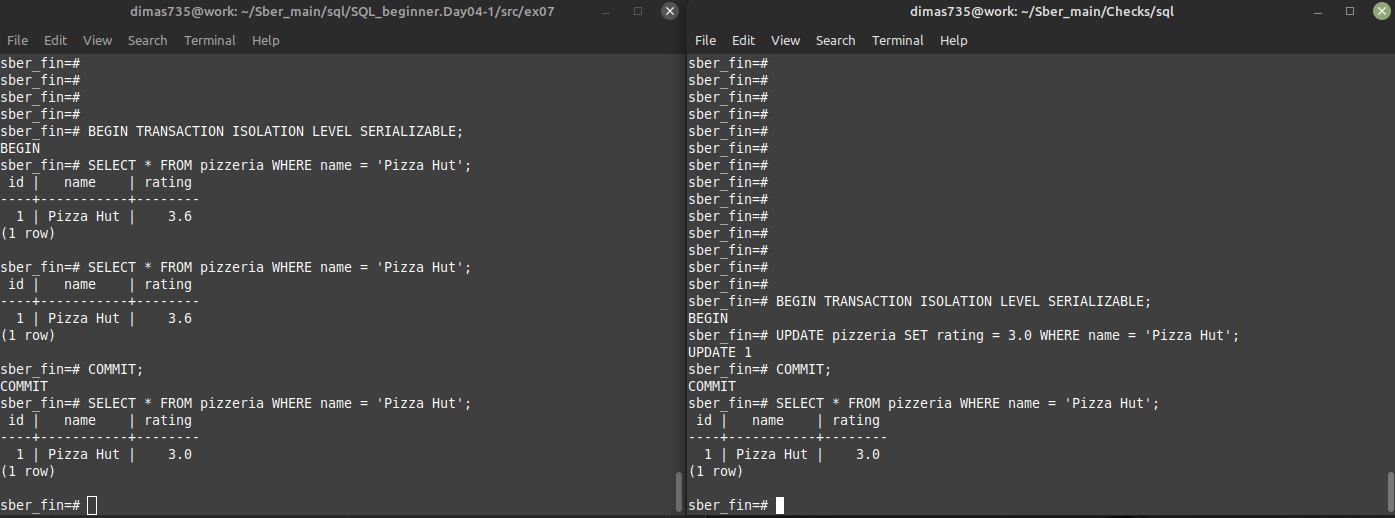 dimas735@work: ~/Sber_main/sql/SQL_beginner.Day04-1/src/ex07
File Edit View Search Terminal Help
sber_fin=#
sber_fin=#
sber_fin=#
sber_fin=#
sber_fin=# BEGIN TRANSACTION ISOLATION LEVEL SERIALIZABLE;
BEGIN
sber_fin=# SELECT * FROM pizzeria WHERE name = 'Pizza Hut';
 id |   name    | rating
----+-----------+--------
  1 | Pizza Hut |    3.6
(1 row)

sber_fin=# SELECT * FROM pizzeria WHERE name = 'Pizza Hut';
 id |   name    | rating
----+-----------+--------
  1 | Pizza Hut |    3.6
(1 row)

sber_fin=# COMMIT;
COMMIT
sber_fin=# SELECT * FROM pizzeria WHERE name = 'Pizza Hut';
 id |   name    | rating
----+-----------+--------
  1 | Pizza Hut |    3.0
(1 row)

sber_fin=#
dimas735@work: ~/Sber_main/Checks/sql
File Edit View Search Terminal Help
sber_fin=#
sber_fin=#
sber_fin=#
sber_fin=#
sber_fin=#
sber_fin=#
sber_fin=#
sber_fin=#
sber_fin=#
sber_fin=#
sber_fin=#
sber_fin=#
sber_fin=#
sber_fin=#
sber_fin=# BEGIN TRANSACTION ISOLATION LEVEL SERIALIZABLE;
BEGIN
sber_fin=# UPDATE pizzeria SET rating = 3.0 WHERE name = 'Pizza Hut';
UPDATE 1
sber_fin=# COMMIT;
COMMIT
sber_fin=# SELECT * FROM pizzeria WHERE name = 'Pizza Hut';
 id |   name    | rating
----+-----------+--------
  1 | Pizza Hut |    3.0
(1 row)

sber_fin=#